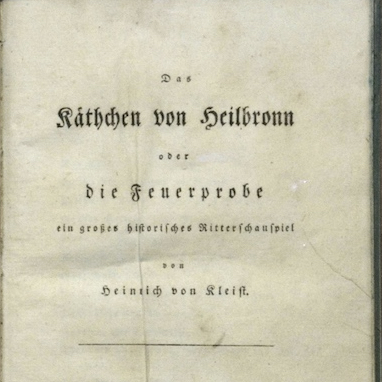 Das
Käthchen von Heilbronn
oder
die Feuerprobe
ein großes historisches Ritterschauspiel
von
Heinrich von Kleist.